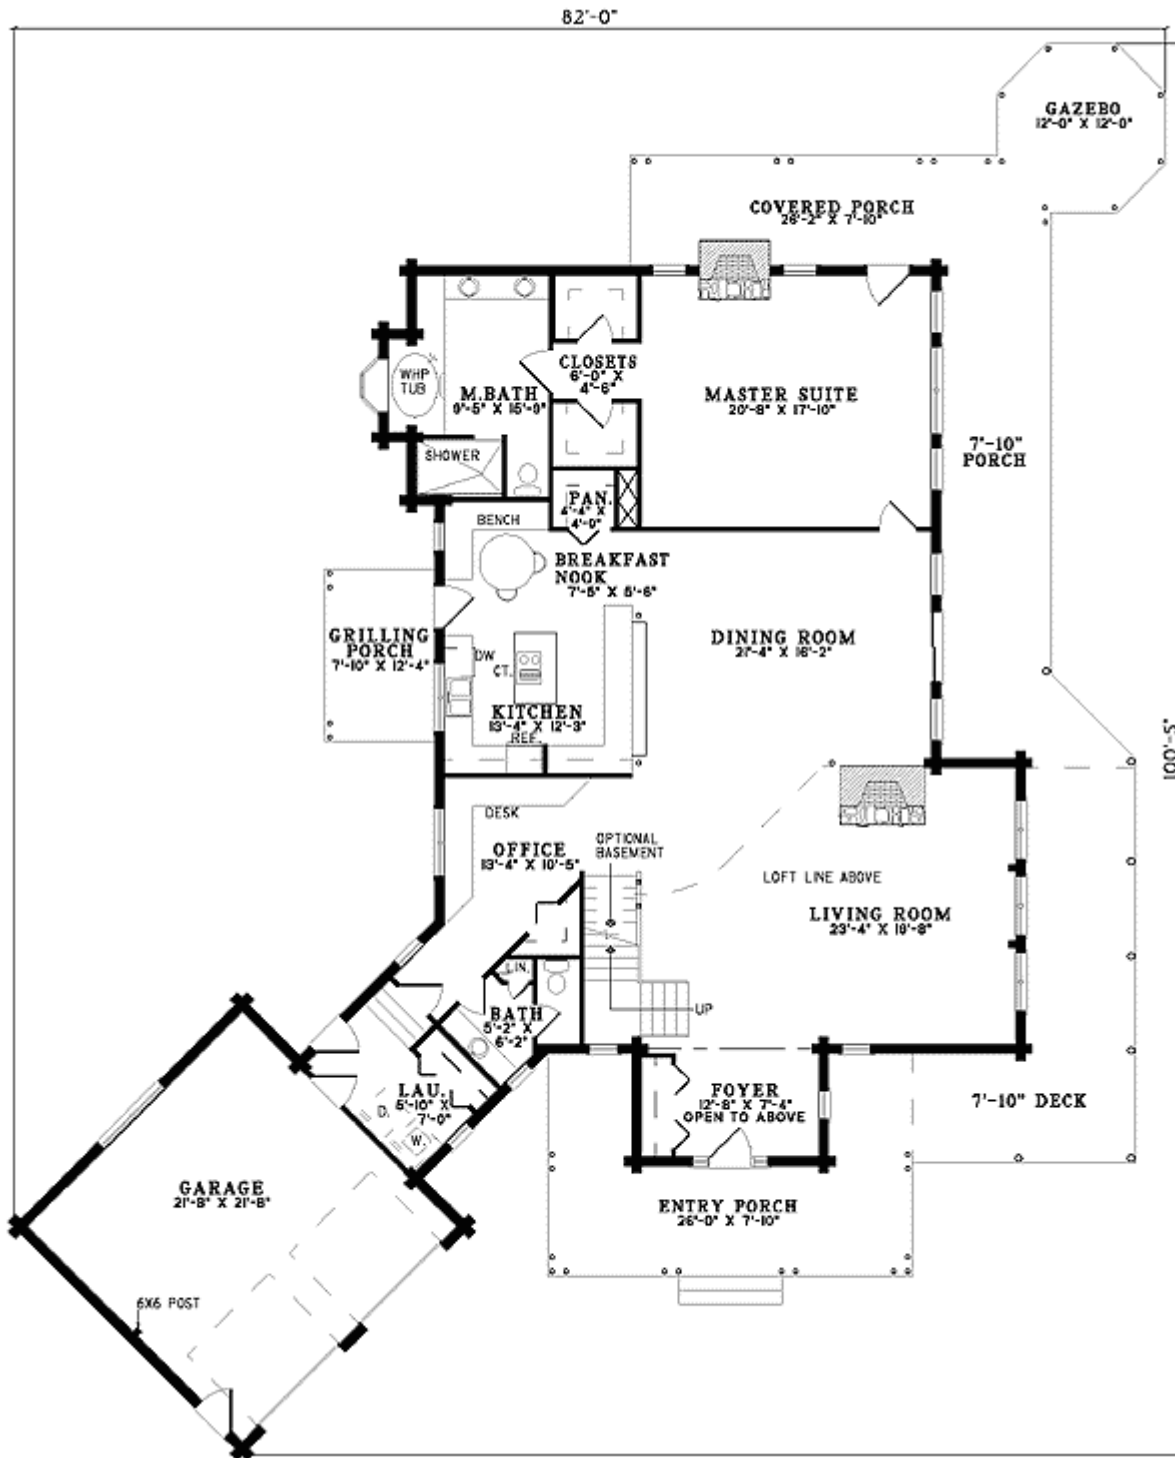 82'-0"
GAZEBO
12'-0" X 12'-0"
COVERED PORCH
26'-2" X 7'-10"
WHP
TUB
M.BATH
9'-5" X 15'-9"
CLOSETS
6'-0" X
4'-6"
MASTER SUITE
20'-8" X 17'-10"
7'-10"
PORCH
SHOWER
PAN.
4'-4" X
4'-0"
BENCH
BREAKFAST
NOOK
7'-5" X 5'-6"
GRILLING
PORCH
7'-10" X 12'-4"
DW
CT.
KITCHEN
13'-4" X 12'-3"
REF.
DINING ROOM
21'-4" X 16'-2"
100'-5"
DESK
OFFICE
13'-4" X 10'-5"
OPTIONAL
BASEMENT
LOFT LINE ABOVE
LIVING ROOM
23'-4" X 19'-8"
LIN.
BATH
5'-2" X
6'-2"
UP
LAU.
5'-10" X
7'-0"
D.
W.
FOYER
12'-8" X 7'-4"
OPEN TO ABOVE
7'-10" DECK
GARAGE
21'-8" X 21'-8"
ENTRY PORCH
26'-0" X 7'-10"
6X6 POST